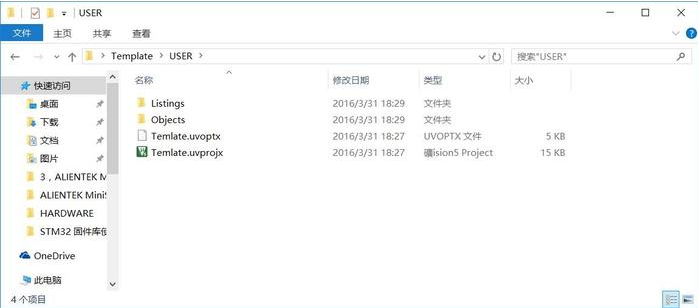 USER
文件 主页 共享 查看
Template USER 搜索"USER"
名称 修改日期 类型 大小
快速访问
桌面
下载
文档
图片
3，ALIENTEK M
ALIENTEK MiniS
HARDWARE
STM32 固件库使
OneDrive
此电脑
Listings 2016/3/31 18:29 文件夹
Objects 2016/3/31 18:29 文件夹
Temlate.uvoptx 2016/3/31 18:27 UVOPTX 文件 5 KB
Temlate.uvprojx 2016/3/31 18:27 礦ision5 Project 15 KB
4 个项目